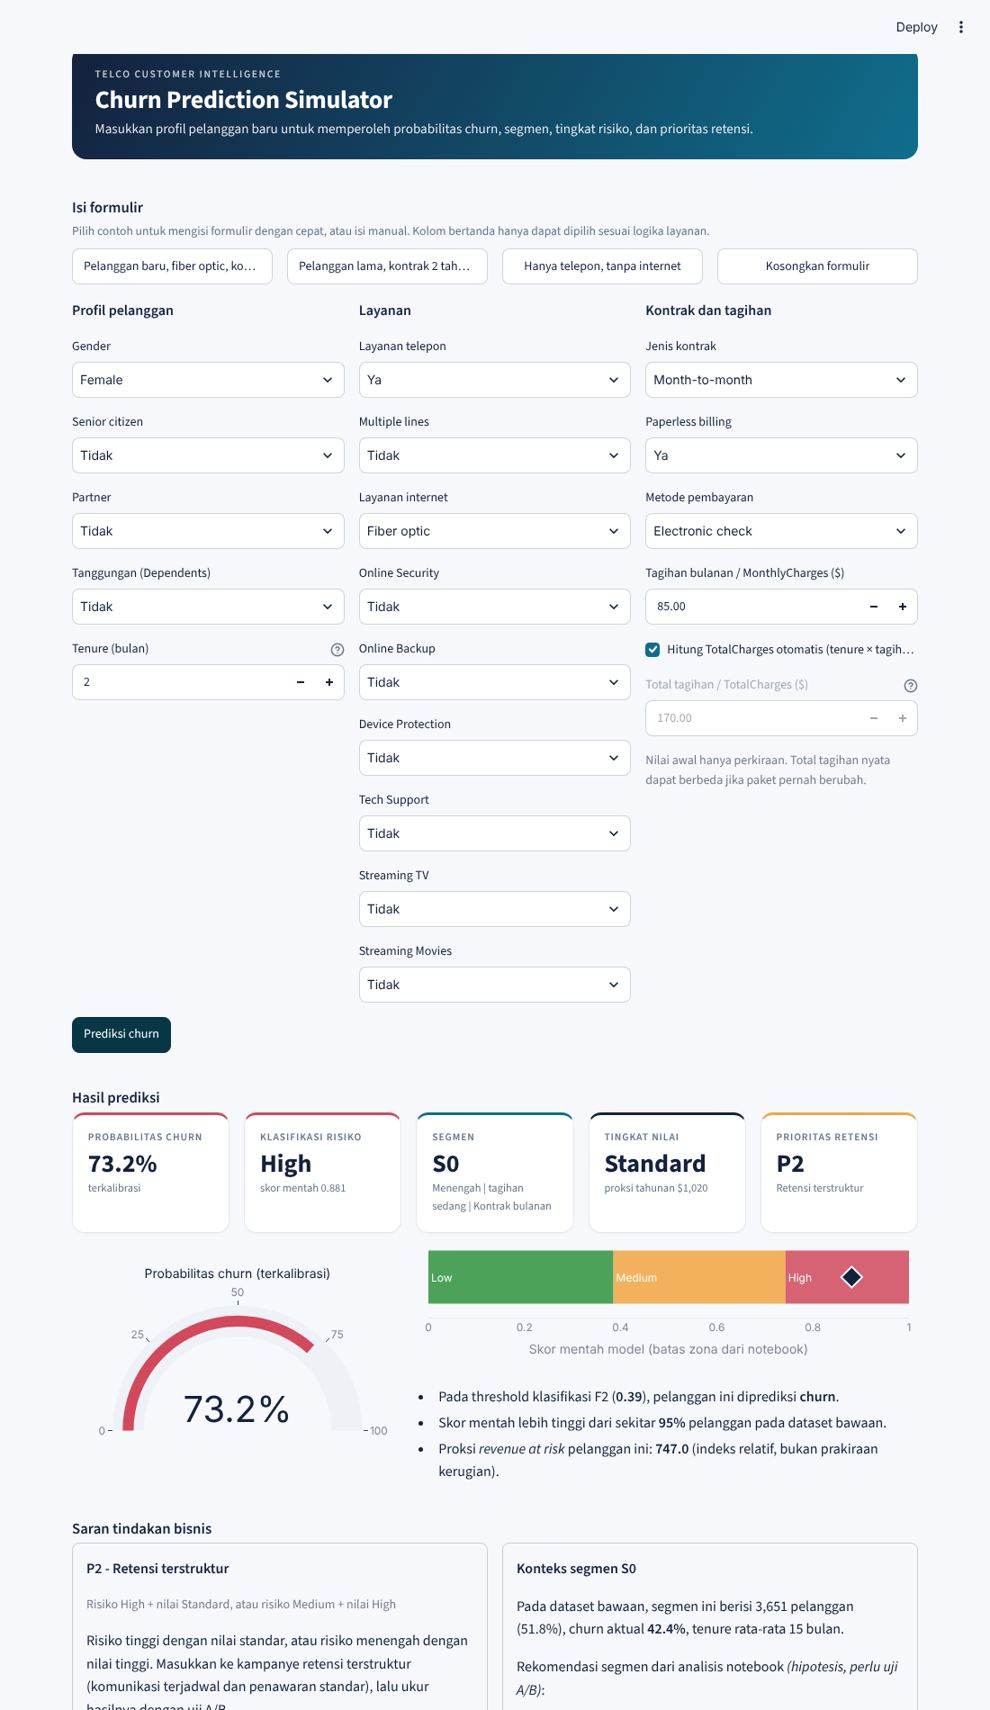 Deploy
TELCO CUSTOMER INTELLIGENCE
Churn Prediction Simulator
Masukkan profil pelanggan baru untuk memperoleh probabilitas churn, segmen, tingkat risiko, dan prioritas retensi.
Isi formulir
Pilih contoh untuk mengisi formulir dengan cepat, atau isi manual. Kolom bertanda hanya dapat dipilih sesuai logika layanan.
Pelanggan baru, fiber optic, ko...
Pelanggan lama, kontrak 2 tah...
Hanya telepon, tanpa internet
Kosongkan formulir
Profil pelanggan
Gender
Female
Senior citizen
Tidak
Partner
Tidak
Tanggungan (Dependents)
Tidak
Tenure (bulan)
2
Layanan
Layanan telepon
Ya
Multiple lines
Tidak
Layanan internet
Fiber optic
Online Security
Tidak
Online Backup
Tidak
Device Protection
Tidak
Tech Support
Tidak
Streaming TV
Tidak
Streaming Movies
Tidak
Kontrak dan tagihan
Jenis kontrak
Month-to-month
Paperless billing
Ya
Metode pembayaran
Electronic check
Tagihan bulanan / MonthlyCharges ($)
85.00
Hitung TotalCharges otomatis (tenure × tagih...
Total tagihan / TotalCharges ($)
170.00
Nilai awal hanya perkiraan. Total tagihan nyata
dapat berbeda jika paket pernah berubah.
Prediksi churn
Hasil prediksi
PROBABILITAS CHURN
73.2%
terkalibrasi
KLASIFIKASI RISIKO
High
skor mentah 0.881
SEGMEN
S0
Menengah | tagihan
sedang | Kontrak bulanan
TINGKAT NILAI
Standard
proksi tahunan $1,020
PRIORITAS RETENSI
P2
Retensi terstruktur
Probabilitas churn (terkalibrasi)
0
25
50
75
100
73.2%
Low
Medium
High
0 0.2 0.4 0.6 0.8 1
Skor mentah model (batas zona dari notebook)
• Pada threshold klasifikasi F2 (0.39), pelanggan ini diprediksi churn.
• Skor mentah lebih tinggi dari sekitar 95% pelanggan pada dataset bawaan.
• Proksi revenue at risk pelanggan ini: 747.0 (indeks relatif, bukan prakiraan
kerugian).
Saran tindakan bisnis
P2 - Retensi terstruktur
Risiko High + nilai Standard, atau risiko Medium + nilai High
Risiko tinggi dengan nilai standar, atau risiko menengah dengan
nilai tinggi. Masukkan ke kampanye retensi terstruktur
(komunikasi terjadwal dan penawaran standar), lalu ukur
hasilnya dengan uji A/B.
Konteks segmen S0
Pada dataset bawaan, segmen ini berisi 3,651 pelanggan
(51.8%), churn aktual 42.4%, tenure rata-rata 15 bulan.
Rekomendasi segmen dari analisis notebook (hipotesis, perlu uji
A/B):